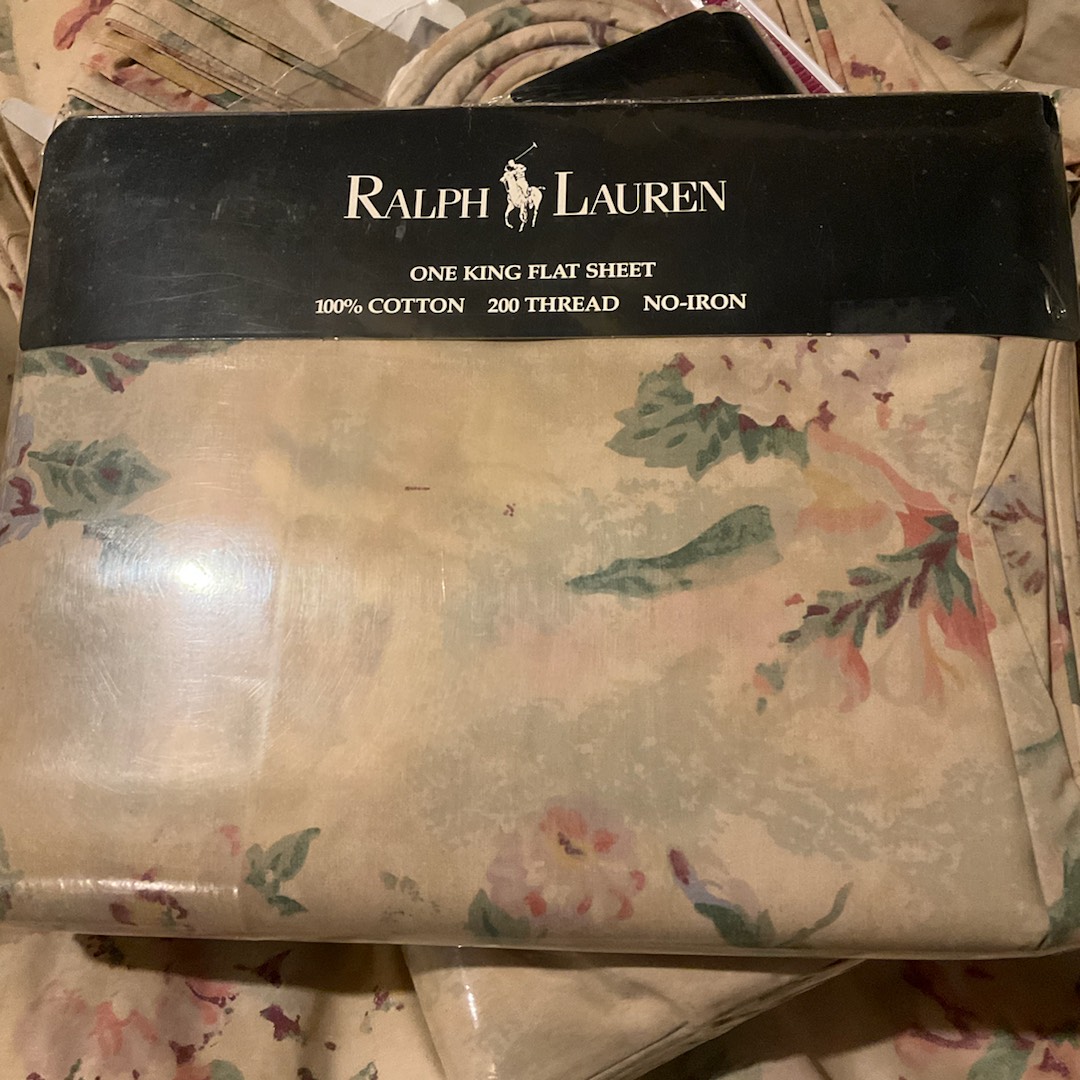 RALPH LAUREN
ONE KING FLAT SHEET
100% COTTON 200 THREAD NO-IRON